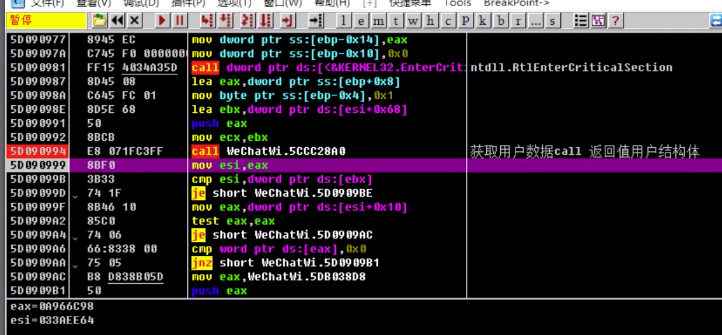 文件(F) 查看(V) 调试(D) 插件(P) 选项(T) 窗口(W) 帮助(H) [+] 快捷菜单 Tools BreakPoint->
暂停 l e m t w h c P k b r ... s ?
5D090977 8945 EC mov dword ptr ss:[ebp-0x14],eax
5D09097A C745 F0 000000 mov dword ptr ss:[ebp-0x10],0x0
5D090981 FF15 4034A35D call dword ptr ds:[<&KERNEL32.EnterCrit: ntdll.RtlEnterCriticalSection
5D090987 8D45 08 lea eax,dword ptr ss:[ebp+0x8]
5D09098A C645 FC 01 mov byte ptr ss:[ebp-0x4],0x1
5D09098E 8D5E 68 lea ebx,dword ptr ds:[esi+0x68]
5D090991 50 push eax
5D090992 8BCB mov ecx,ebx
5D090994 E8 071FC3FF call WeChatWi.5CCC28A0 获取用户数据call 返回值用户结构体
5D090999 8BF0 mov esi,eax
5D09099B 3B33 cmp esi,dword ptr ds:[ebx]
5D09099D 74 1F je short WeChatWi.5D0909BE
5D09099F 8B46 10 mov eax,dword ptr ds:[esi+0x10]
5D0909A2 85C0 test eax,eax
5D0909A4 74 06 je short WeChatWi.5D0909AC
5D0909A6 66:8338 00 cmp word ptr ds:[eax],0x0
5D0909AA 75 05 jnz short WeChatWi.5D0909B1
5D0909AC B8 D838B05D mov eax,WeChatWi.5DB038D8
5D0909B1 50 push eax
eax=0A966C98
esi=033AEE64